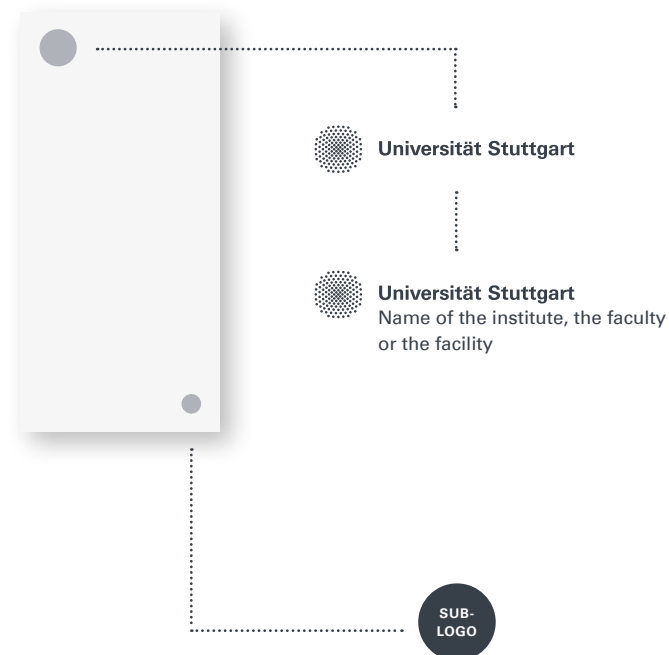 Universität Stuttgart
Universität Stuttgart
Name of the institute, the faculty
or the facility
SUB-
LOGO